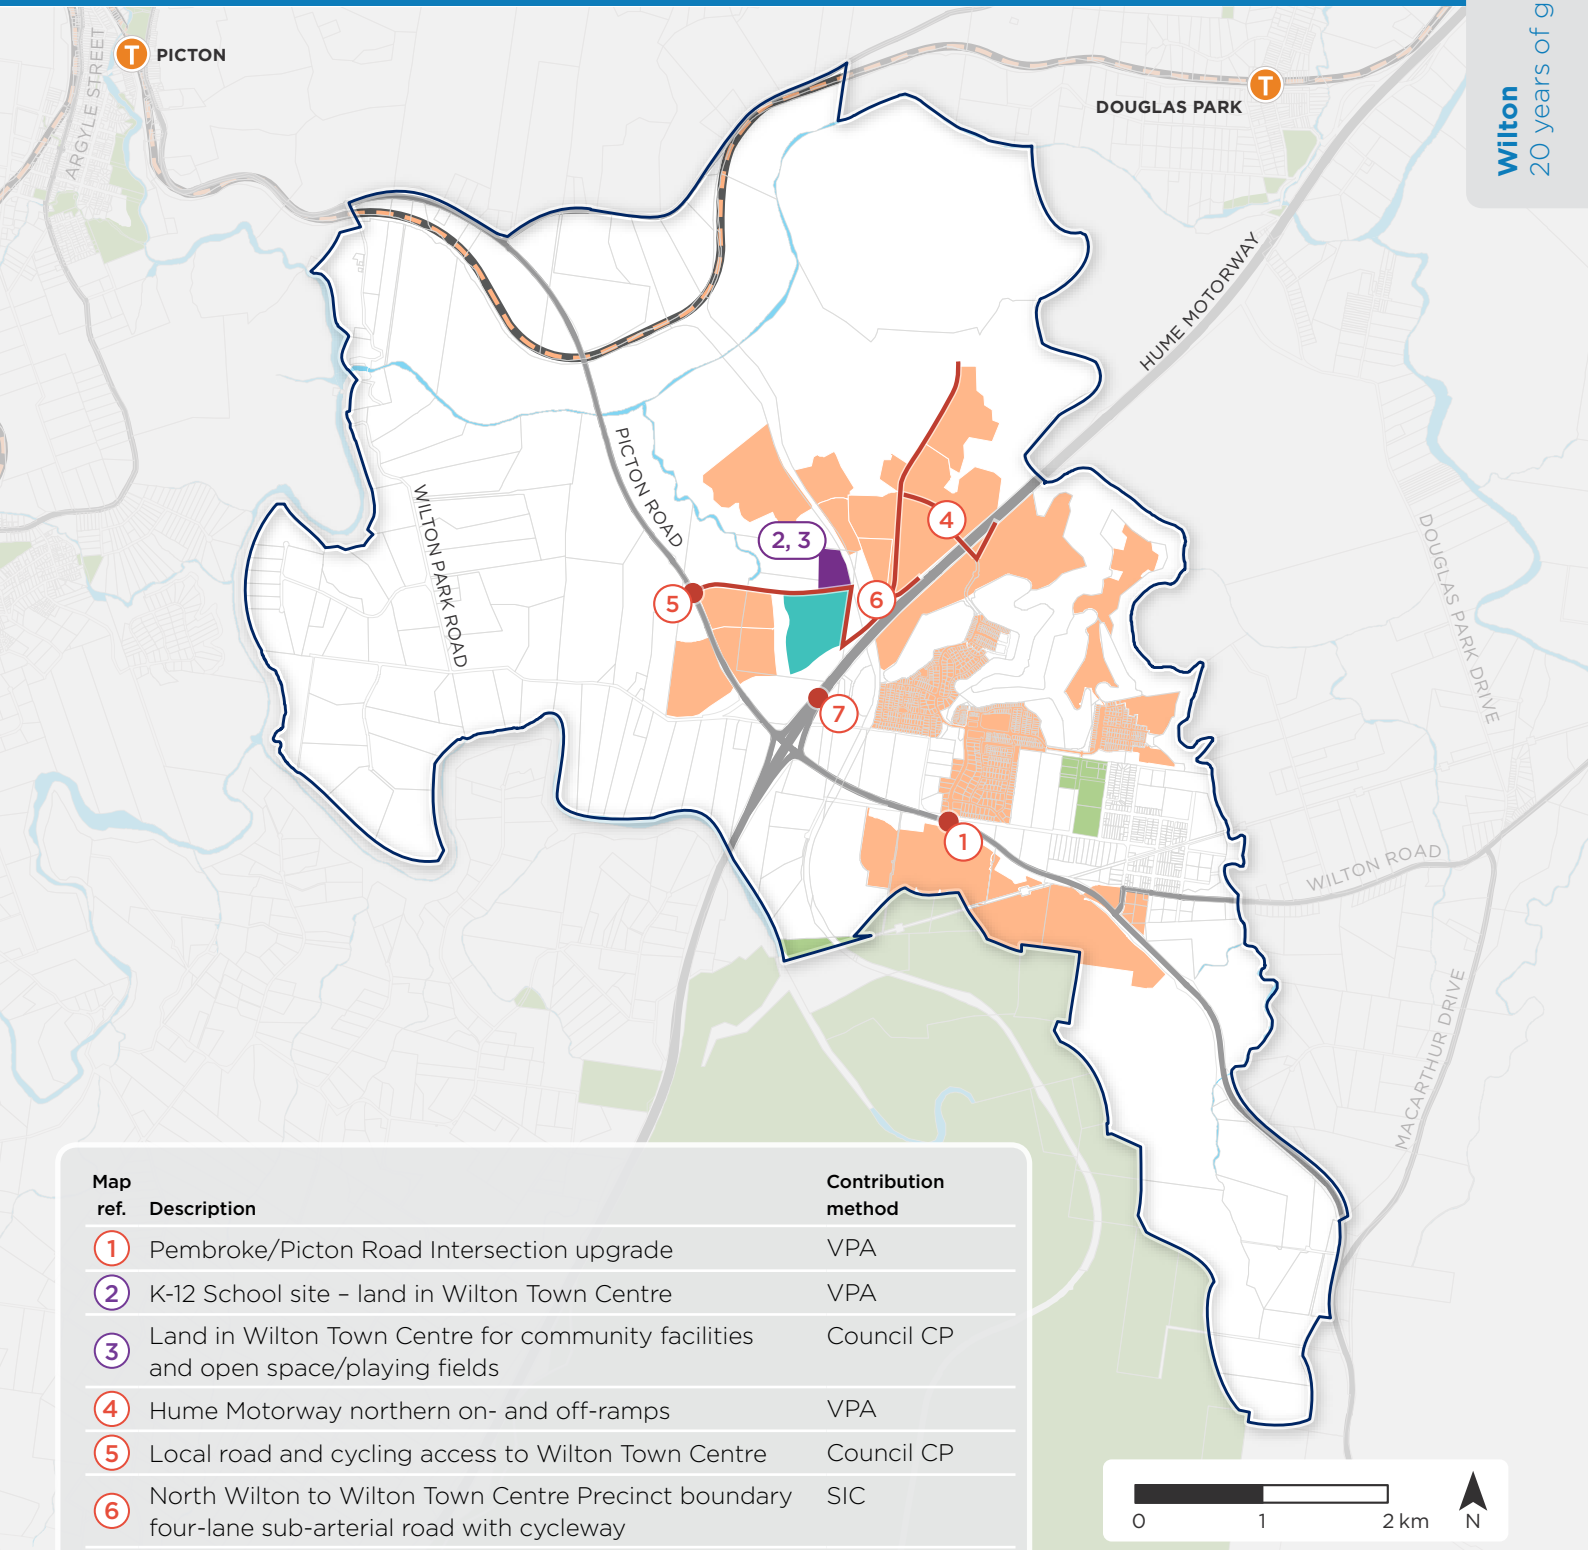 T PICTON
ARGYLE STREET
DOUGLAS PARK T
Wilton
20 years of g
HUME MOTORWAY
PICTON ROAD
WILTON PARK ROAD
DOUGLAS PARK DRIVE
2, 3
4
5
6
7
1
WILTON ROAD
MACARTHUR DRIVE
Map ref. Description Contribution method
1 Pembroke/Picton Road Intersection upgrade VPA
2 K-12 School site – land in Wilton Town Centre VPA
3 Land in Wilton Town Centre for community facilities Council CP
and open space/playing fields
4 Hume Motorway northern on- and off-ramps VPA
5 Local road and cycling access to Wilton Town Centre Council CP
6 North Wilton to Wilton Town Centre Precinct boundary SIC
four-lane sub-arterial road with cycleway
0 1 2 km N